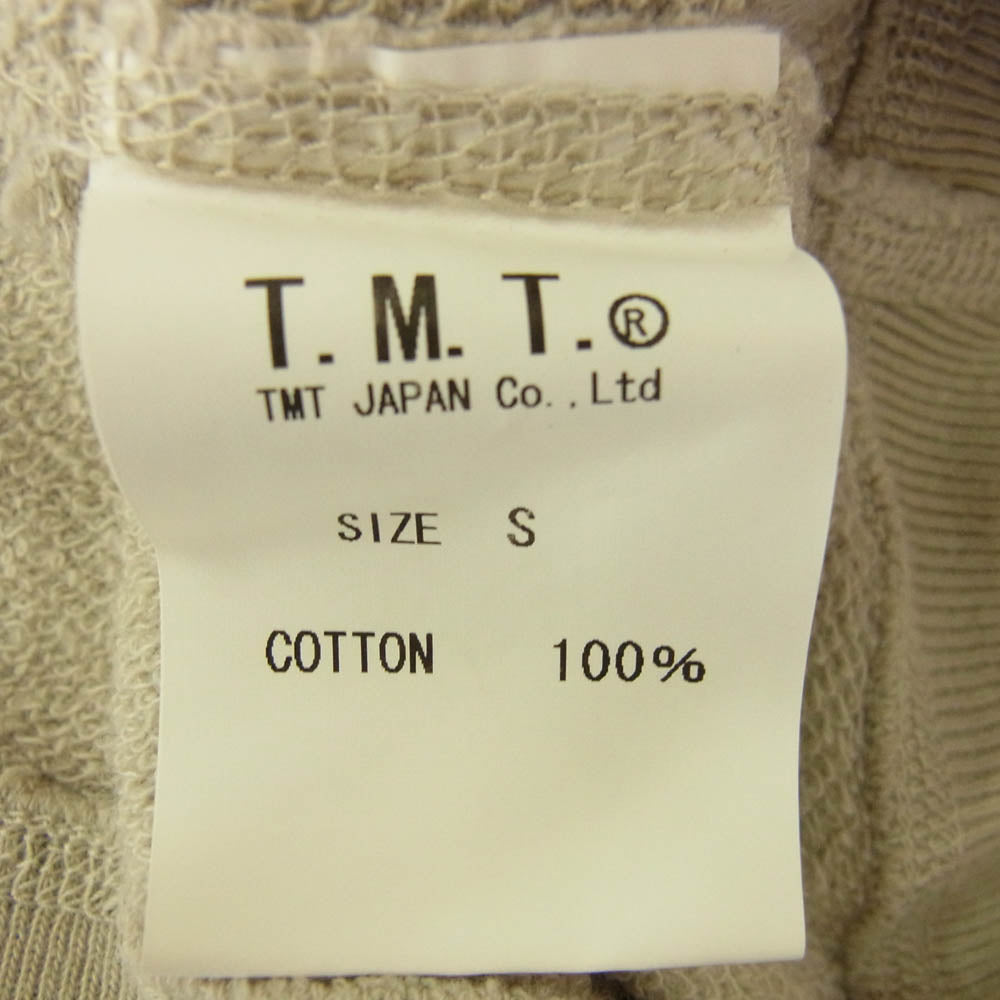 T.M.T.®
TMT JAPAN Co.,Ltd
SIZE S
COTTON 100%